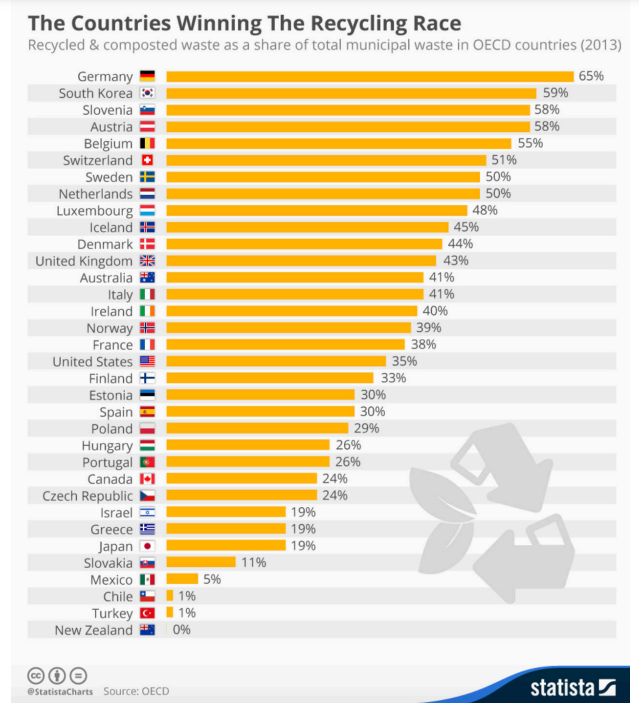 The Countries Winning The Recycling Race
Recycled & composted waste as a share of total municipal waste in OECD countries (2013)
Germany 65%
South Korea 59%
Slovenia 58%
Austria 58%
Belgium 55%
Switzerland 51%
Sweden 50%
Netherlands 50%
Luxembourg 48%
Iceland 45%
Denmark 44%
United Kingdom 43%
Australia 41%
Italy 41%
Ireland 40%
Norway 39%
France 38%
United States 35%
Finland 33%
Estonia 30%
Spain 30%
Poland 29%
Hungary 26%
Portugal 26%
Canada 24%
Czech Republic 24%
Israel 19%
Greece 19%
Japan 19%
Slovakia 11%
Mexico 5%
Chile 1%
Turkey 1%
New Zealand 0%
cc
@StatistaCharts Source: OECD
statista